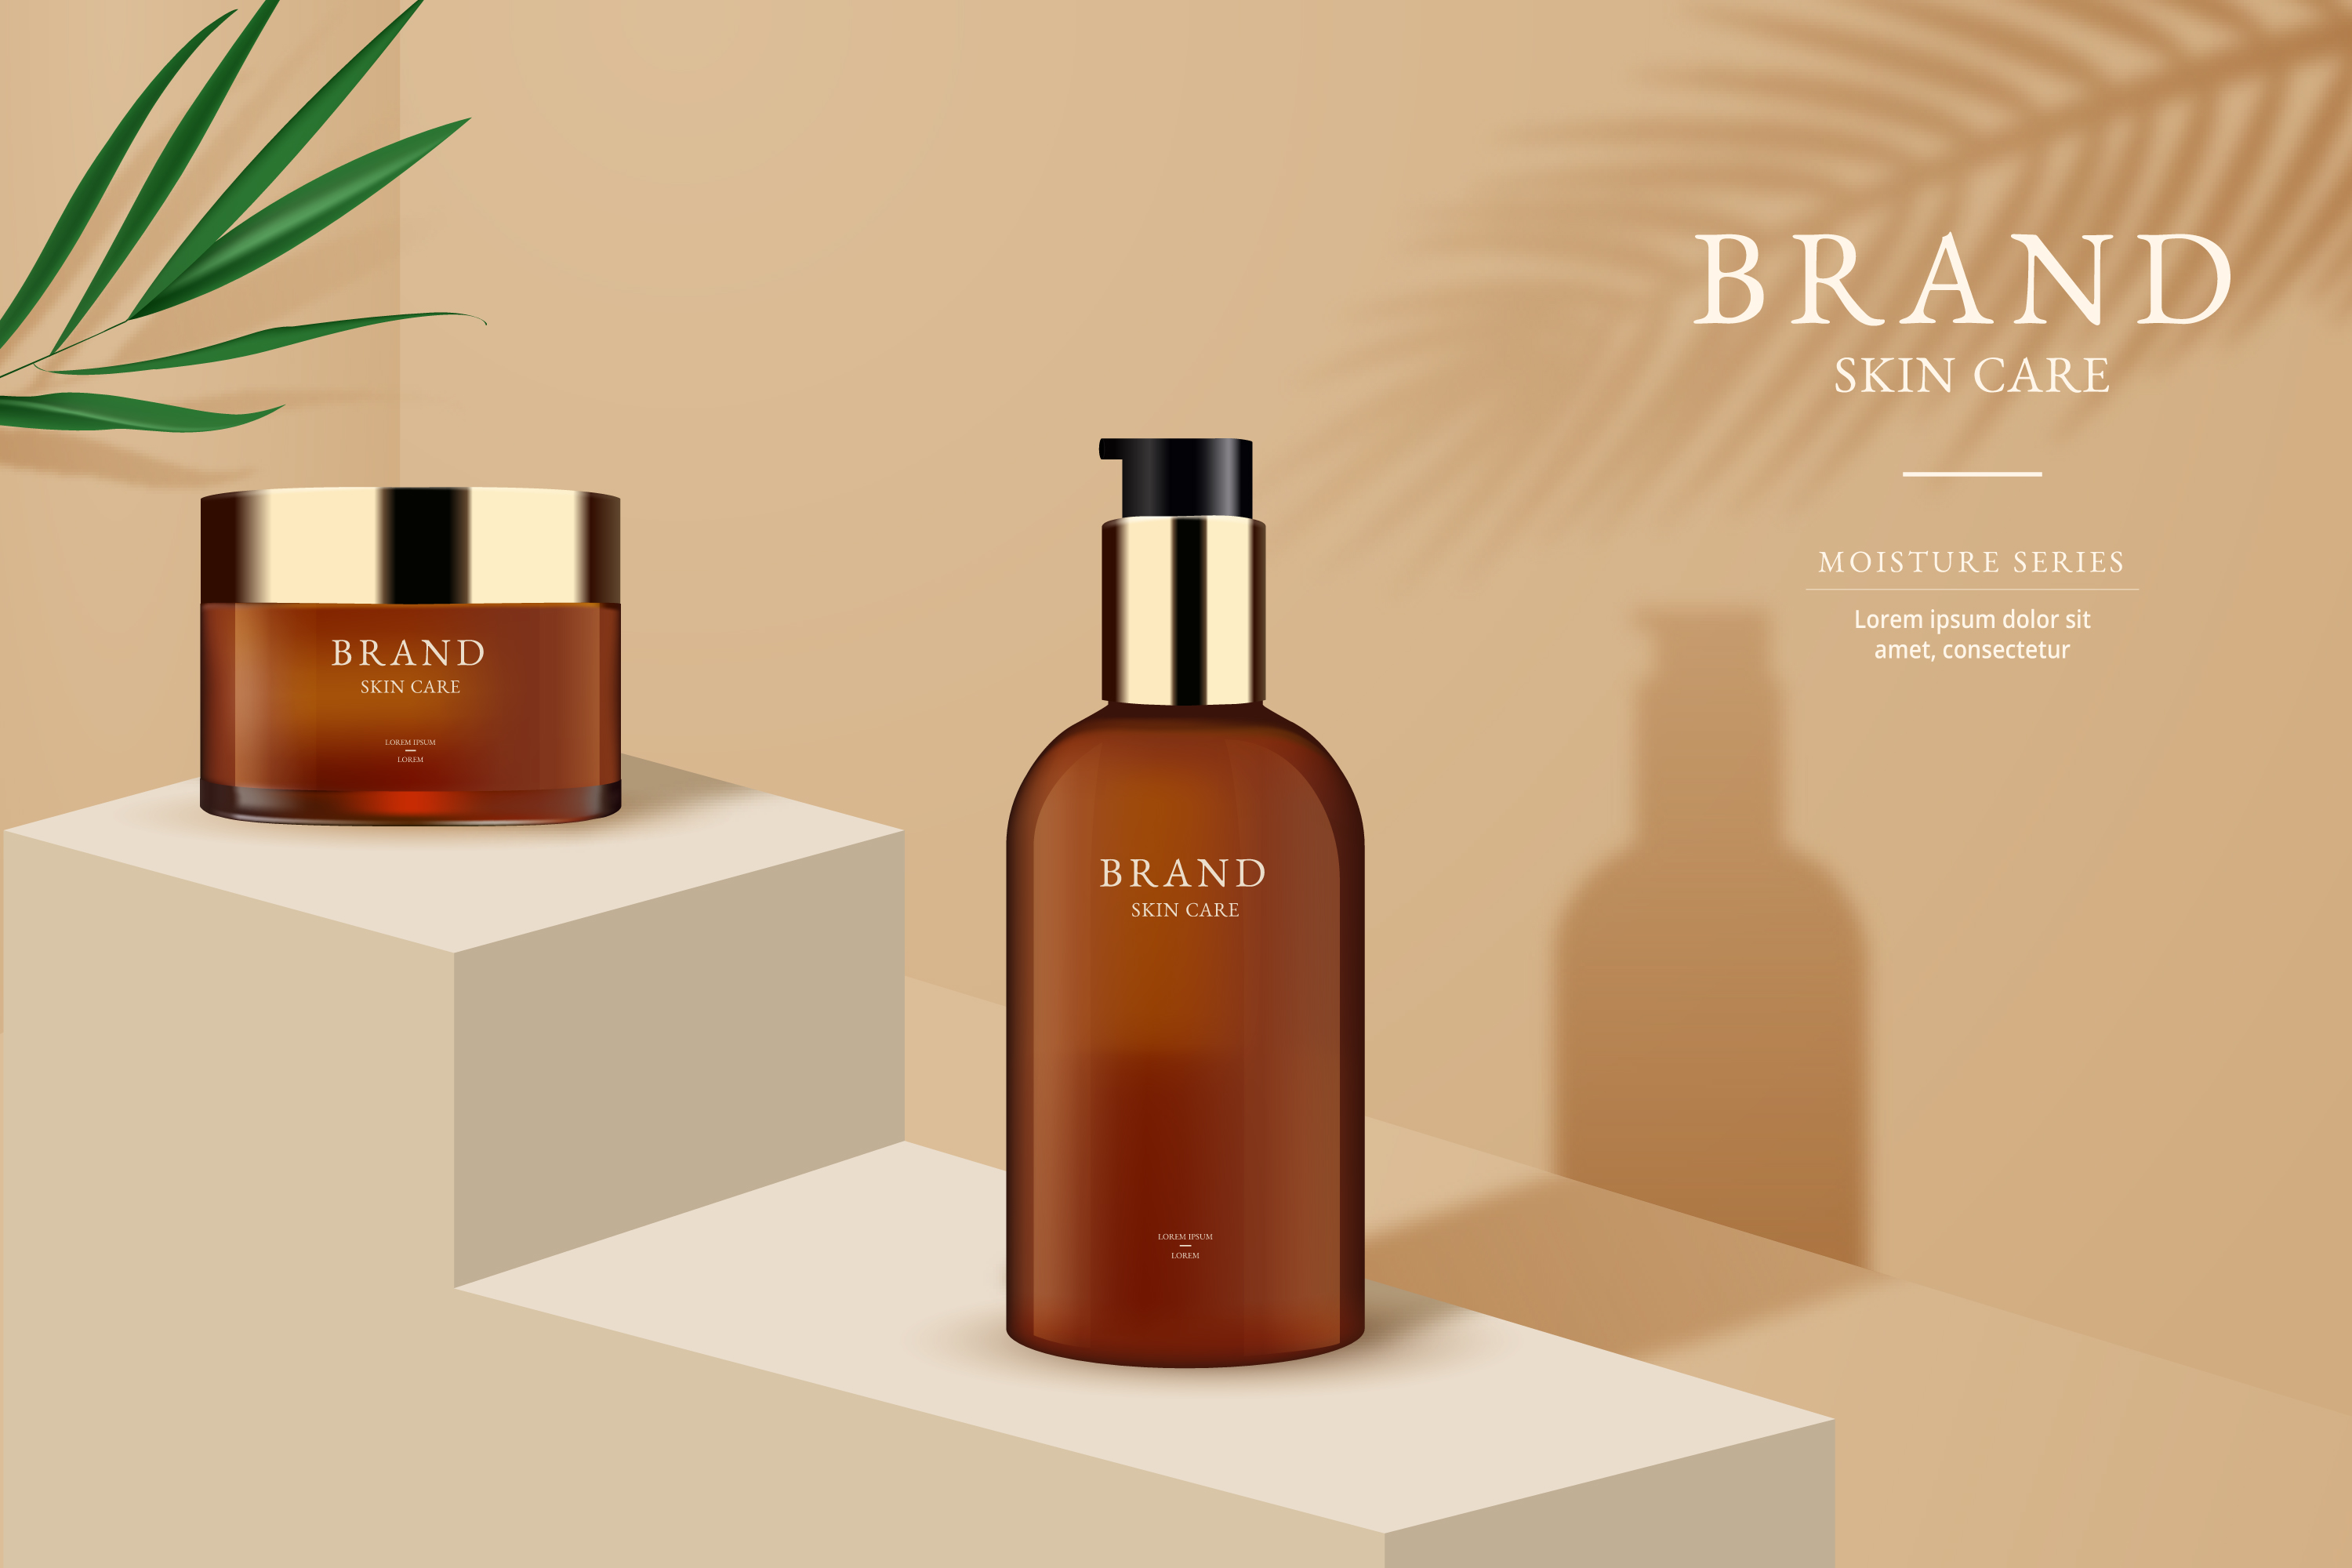 BRAND
SKIN CARE
MOISTURE SERIES
Lorem ipsum dolor sit
amet, consectetur
BRAND
SKIN CARE
LOREM IPSUM
LOREM
BRAND
SKIN CARE
LOREM IPSUM
LOREM